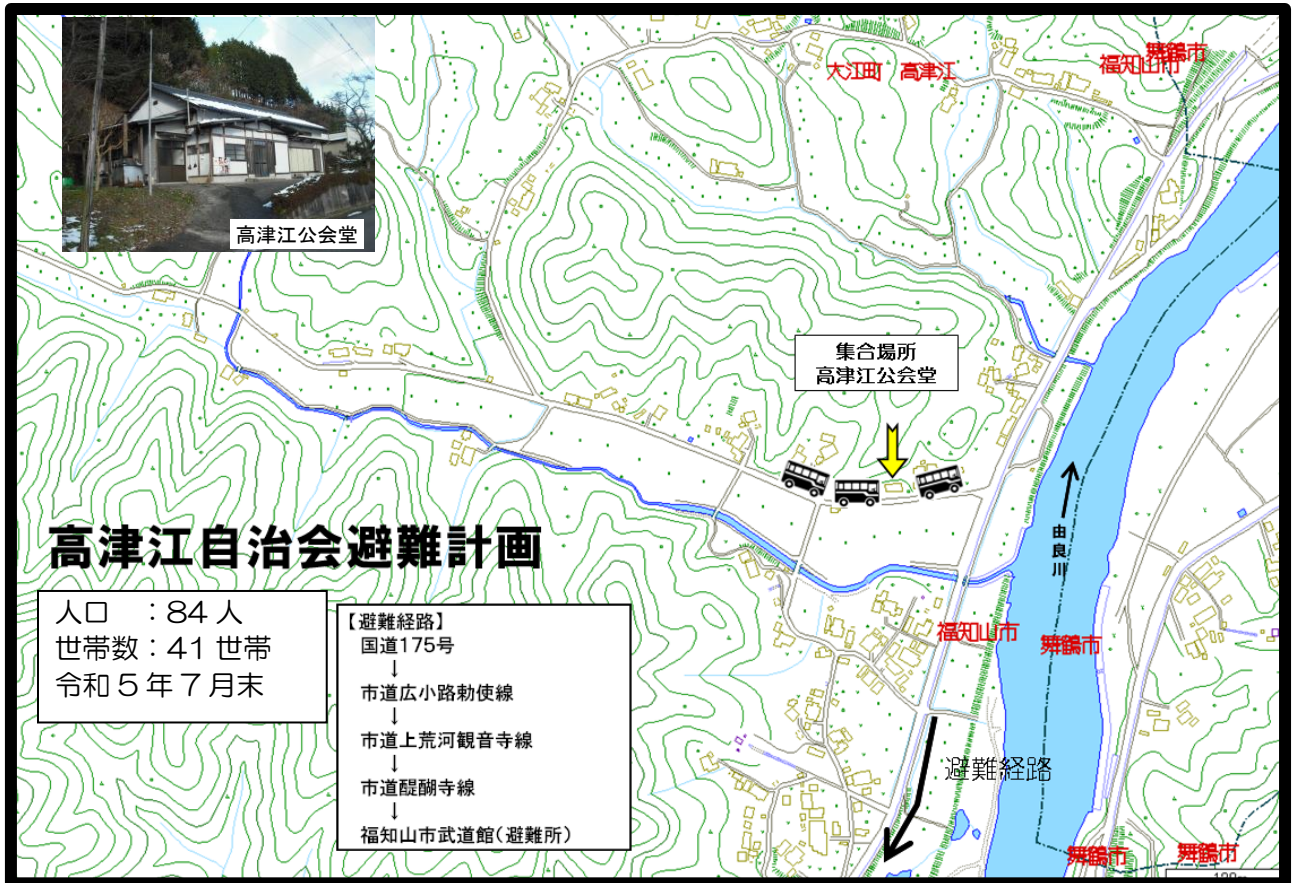 高津江公会堂
大江町 高津江
福知山市
舞鶴市
集合場所
高津江公会堂
由良川
高津江自治会避難計画
人口 :84人
世帯数:41世帯
令和5年7月末
【避難経路】
国道175号
↓
市道広小路勅使線
↓
市道上荒河観音寺線
↓
市道醍醐寺線
↓
福知山市武道館(避難所)
福知山市
舞鶴市
避難経路
舞鶴市
舞鶴市